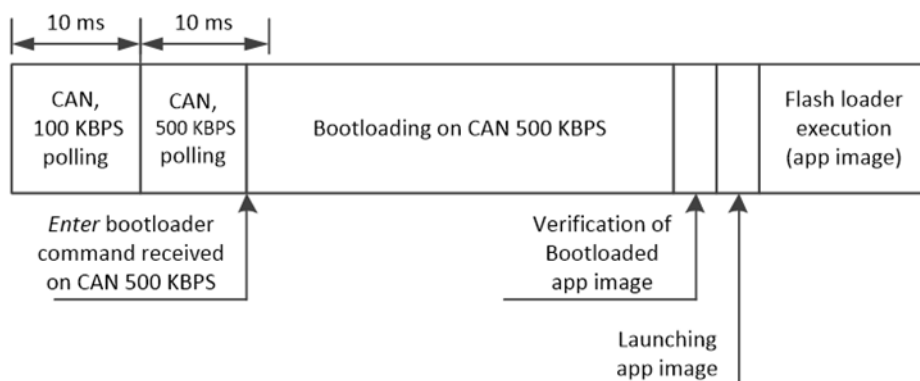 10 ms
10 ms
CAN,
100 KBPS
polling
CAN,
500 KBPS
polling
Bootloading on CAN 500 KBPS
Flash loader
execution
(app image)
Enter bootloader
command received
on CAN 500 KBPS
Verification of
Bootloaded
app image
Launching
app image